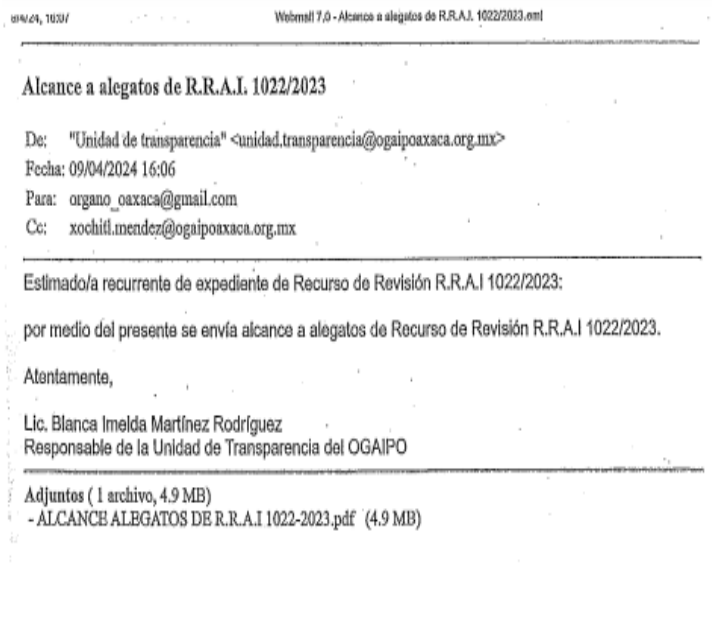 Webmail 7.0 - Alcance a alegatos de R.R.A.I. 1022/2023.eml
Alcance a alegatos de R.R.A.I. 1022/2023
De: "Unidad de transparencia" <unidad.transparencia@ogaipoaxaca.org.mx>
Fecha: 09/04/2024 16:06
Para: organo_oaxaca@gmail.com
Cc: xochitl.mendez@ogaipoaxaca.org.mx
Estimado/a recurrente de expediente de Recurso de Revisión R.R.A.I 1022/2023:
por medio del presente se envía alcance a alegatos de Recurso de Revisión R.R.A.I 1022/2023.
Atentamente,
Lic. Blanca Imelda Martínez Rodríguez
Responsable de la Unidad de Transparencia del OGAIPO
Adjuntos ( 1 archivo, 4.9 MB)
- ALCANCE ALEGATOS DE R.R.A.I 1022-2023.pdf (4.9 MB)